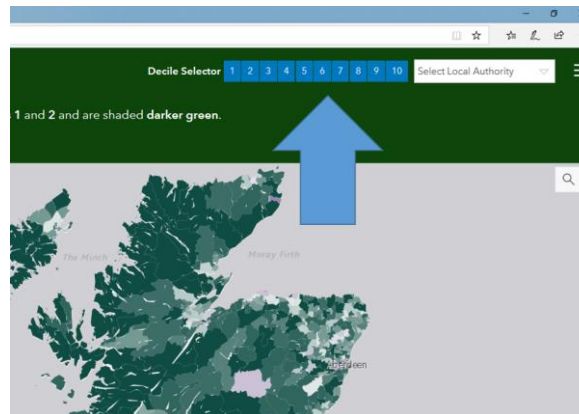 Decile Selector 1 2 3 4 5 6 7 8 9 10 Select Local Authority
1 and 2 and are shaded darker green.
The Minch
Moray Firth
Aberdeen